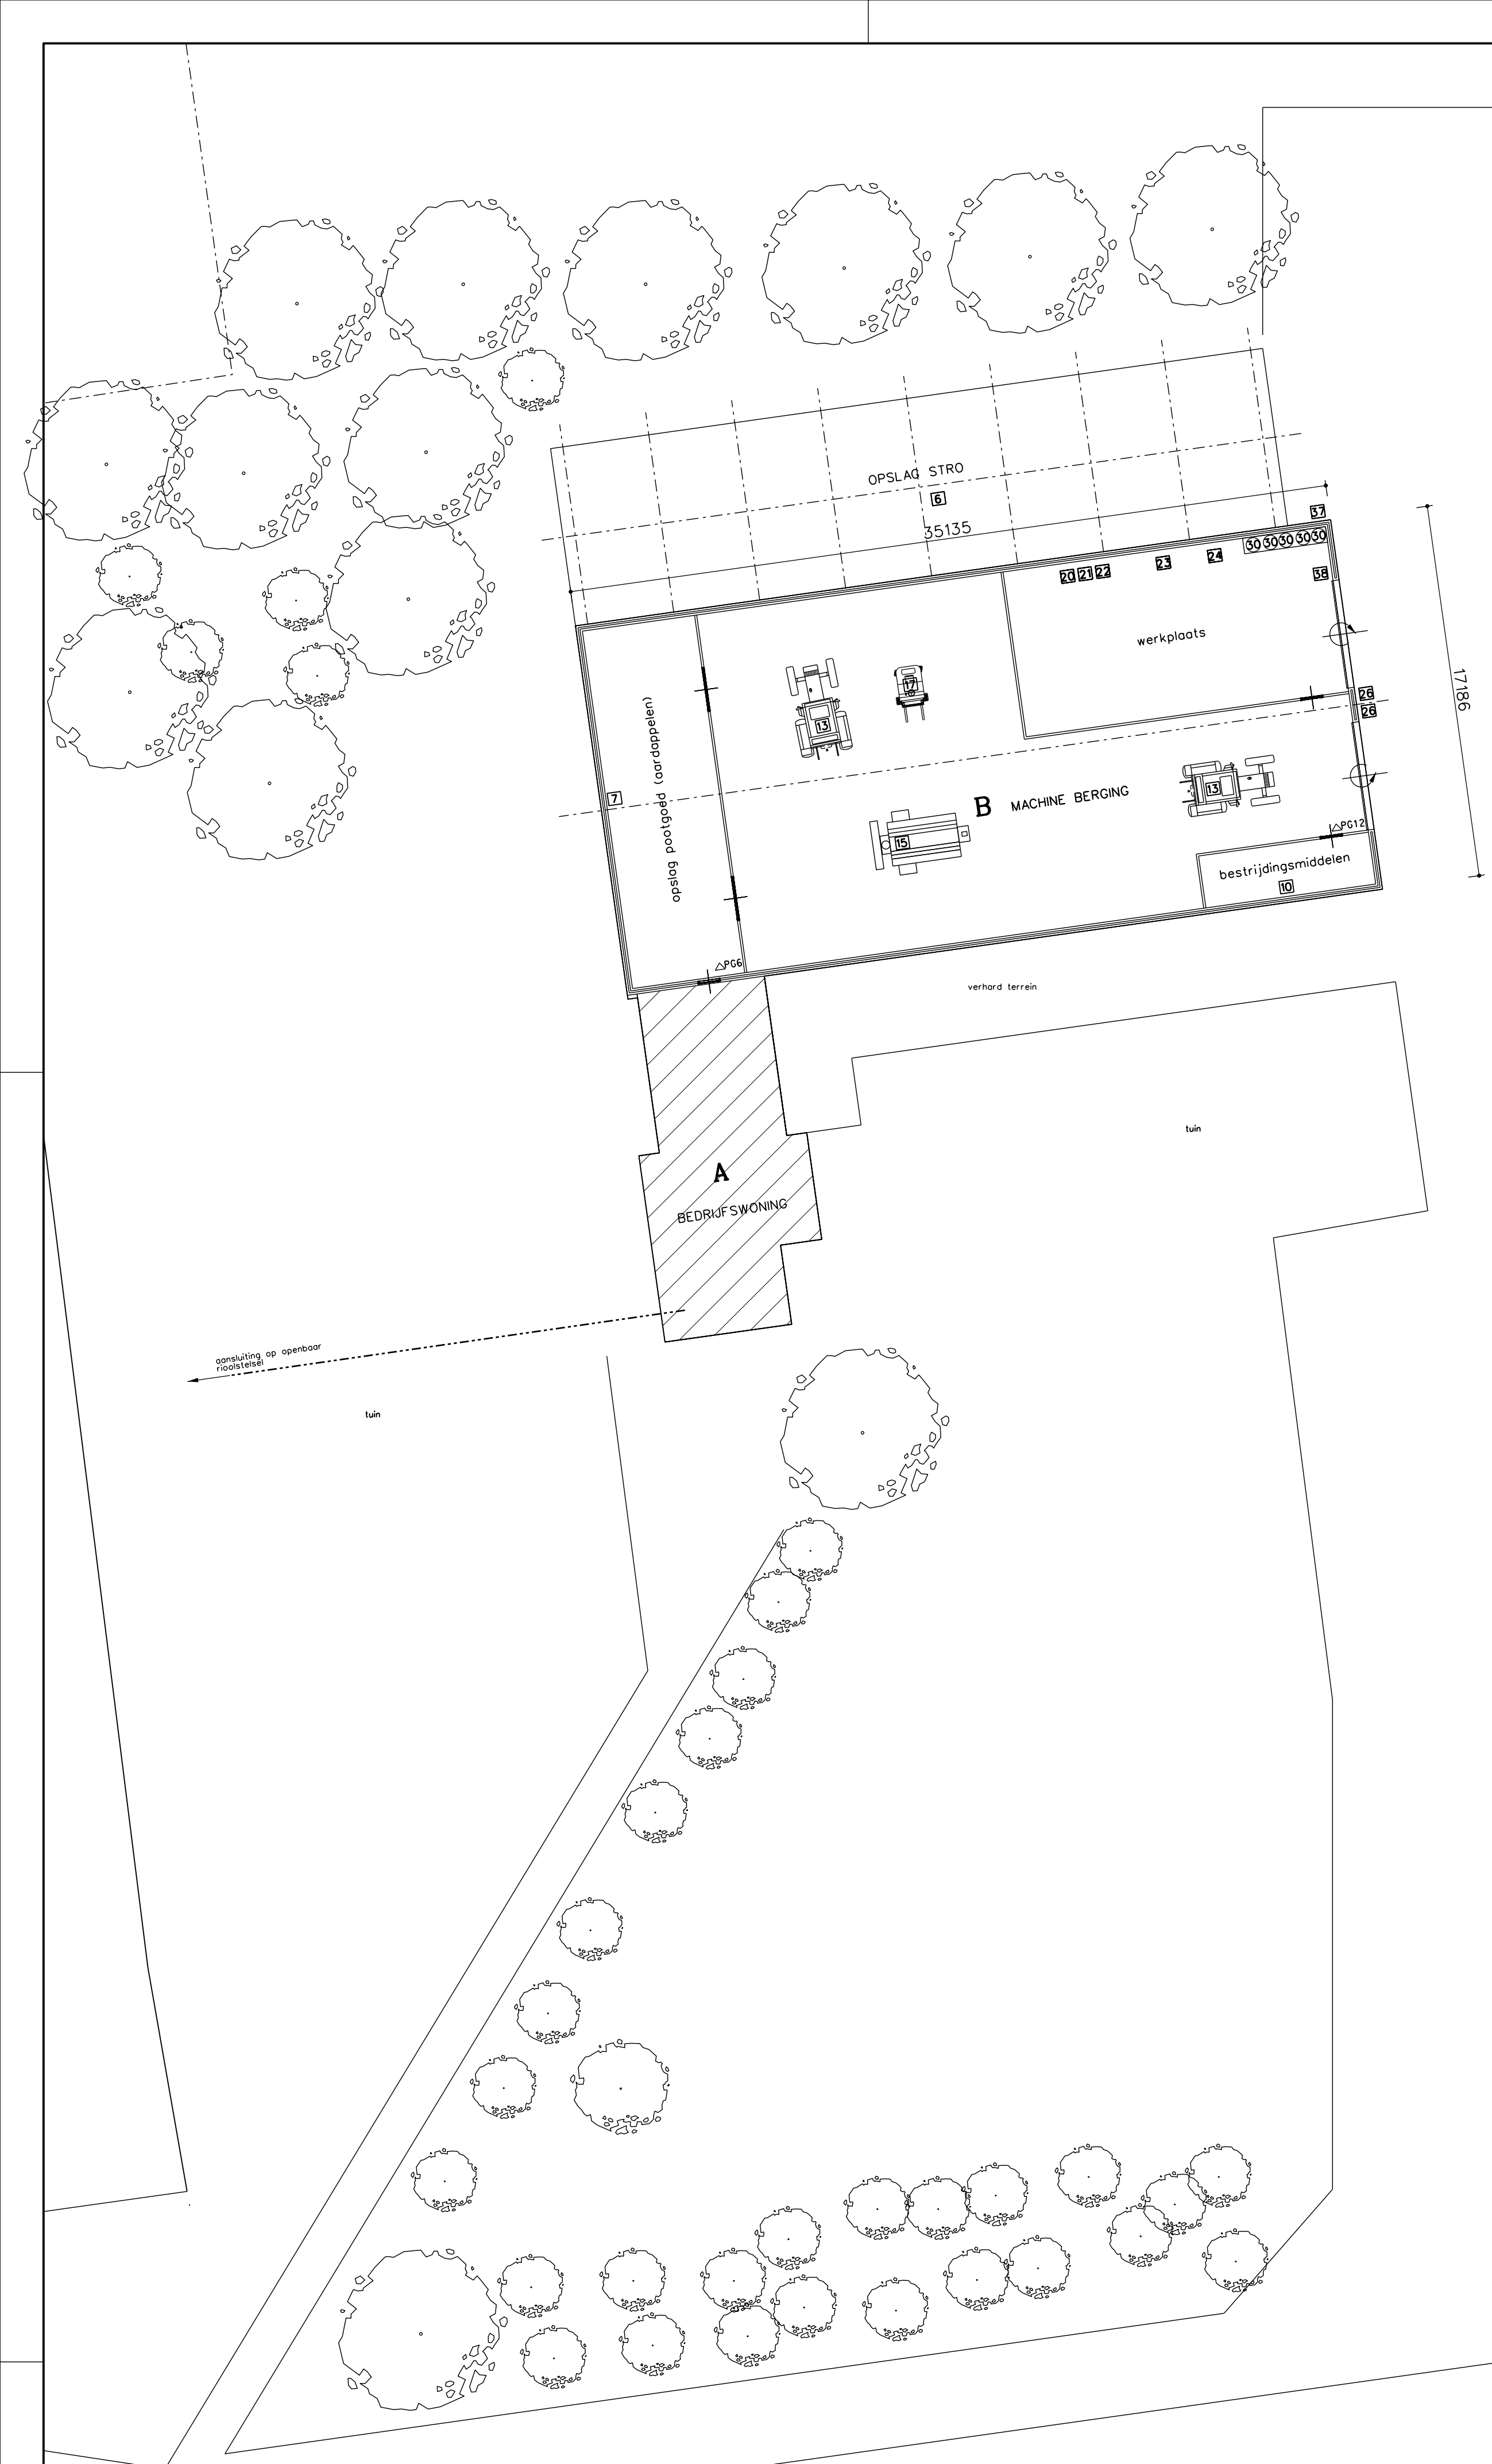 OPSLAG STRO
6
35135
37
30 30 30 30 30
20 21 22 23 24
38
werkplaats
26
26
17186
opslag pootgoed (aardappelen)
7
13
17
B MACHINE BERGING
13
15
PG12
bestrijdingsmiddelen
10
PG6
verhard terrein
tuin
A
BEDRIJFSWONING
aansluiting op openbaar
rioolstelsel
tuin